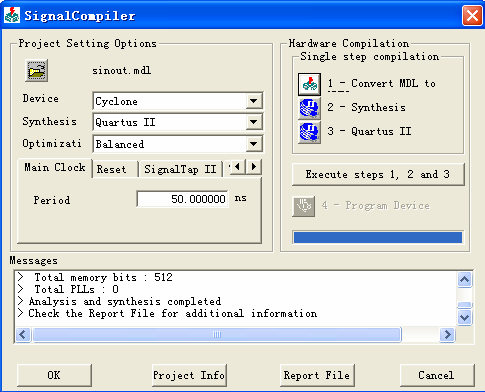 SignalCompiler
Project Setting Options
sinout.mdl
Device
Cyclone
Synthesis
Quartus II
Optimizati
Balanced
Main Clock
Reset
SignalTap II
Period
50.000000 ns
Hardware Compilation
Single step compilation
1 - Convert MDL to
2 - Synthesis
3 - Quartus II
Execute steps 1, 2 and 3
4 - Program Device
Messages
> Total memory bits : 512
> Total PLLs : 0
> Analysis and synthesis completed
> Check the Report File for additional information
OK
Project Info
Report File
Cancel